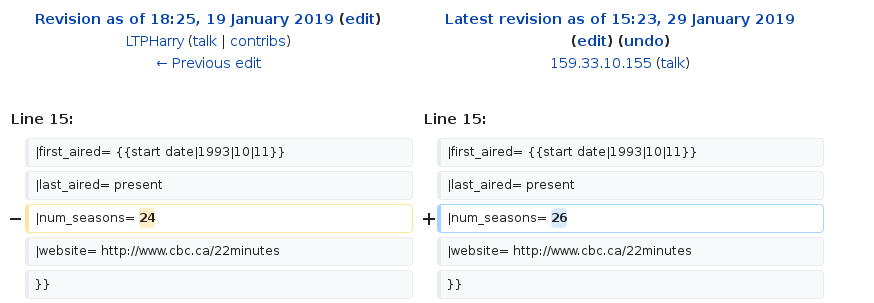 Revision as of 18:25, 19 January 2019 (edit)
LTPHarry (talk | contribs)
← Previous edit
Latest revision as of 15:23, 29 January 2019
(edit) (undo)
159.33.10.155 (talk)
Line 15:
Line 15:
|first_aired= {{start date|1993|10|11}}
|first_aired= {{start date|1993|10|11}}
|last_aired= present
|last_aired= present
− |num_seasons= 24
+ |num_seasons= 26
|website= http://www.cbc.ca/22minutes
|website= http://www.cbc.ca/22minutes
}}
}}